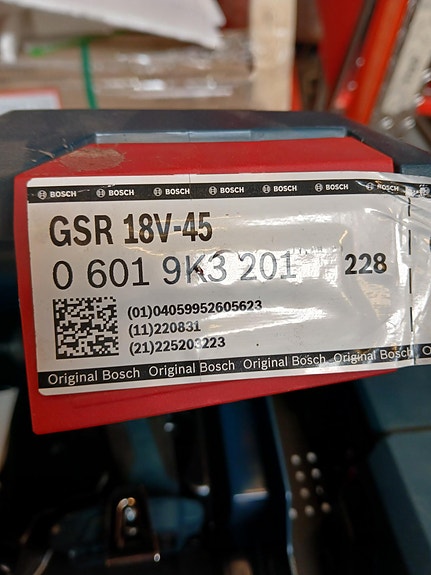 BOSCH BOSCH BOSCH BOSCH BOSCH BOSCH BOSCH
GSR 18V-45
0 601 9K3 201
228
(01)04059952605623
(11)220831
(21)225203223
Original Bosch Original Bosch Original Bosch Original Bosch